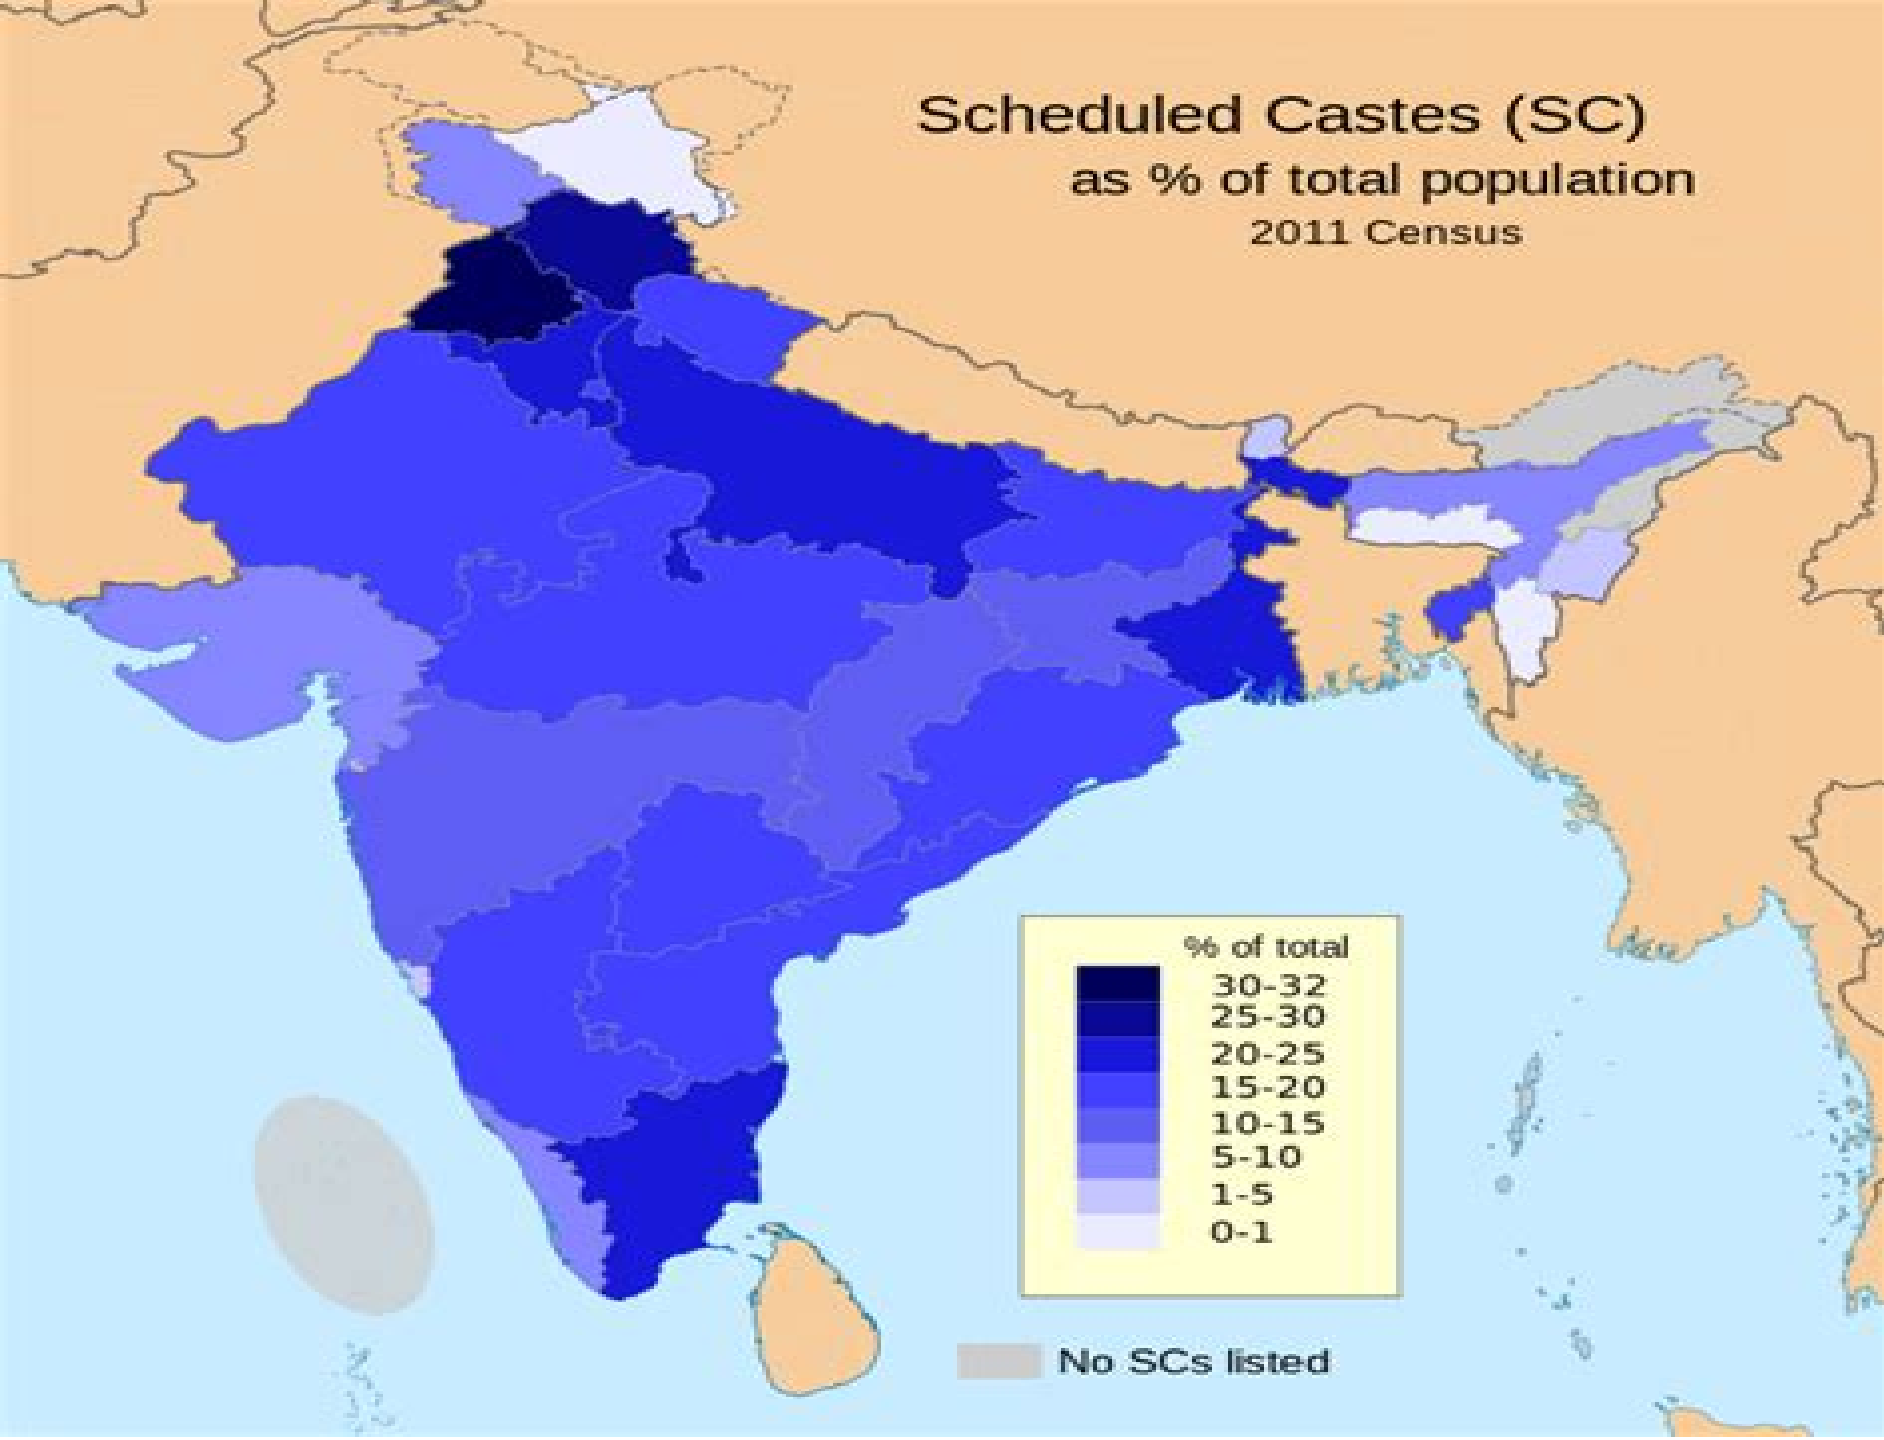 Scheduled Castes (SC)
as % of total population
2011 Census
% of total
30-32
25-30
20-25
15-20
10-15
5-10
1-5
0-1
No SCs listed